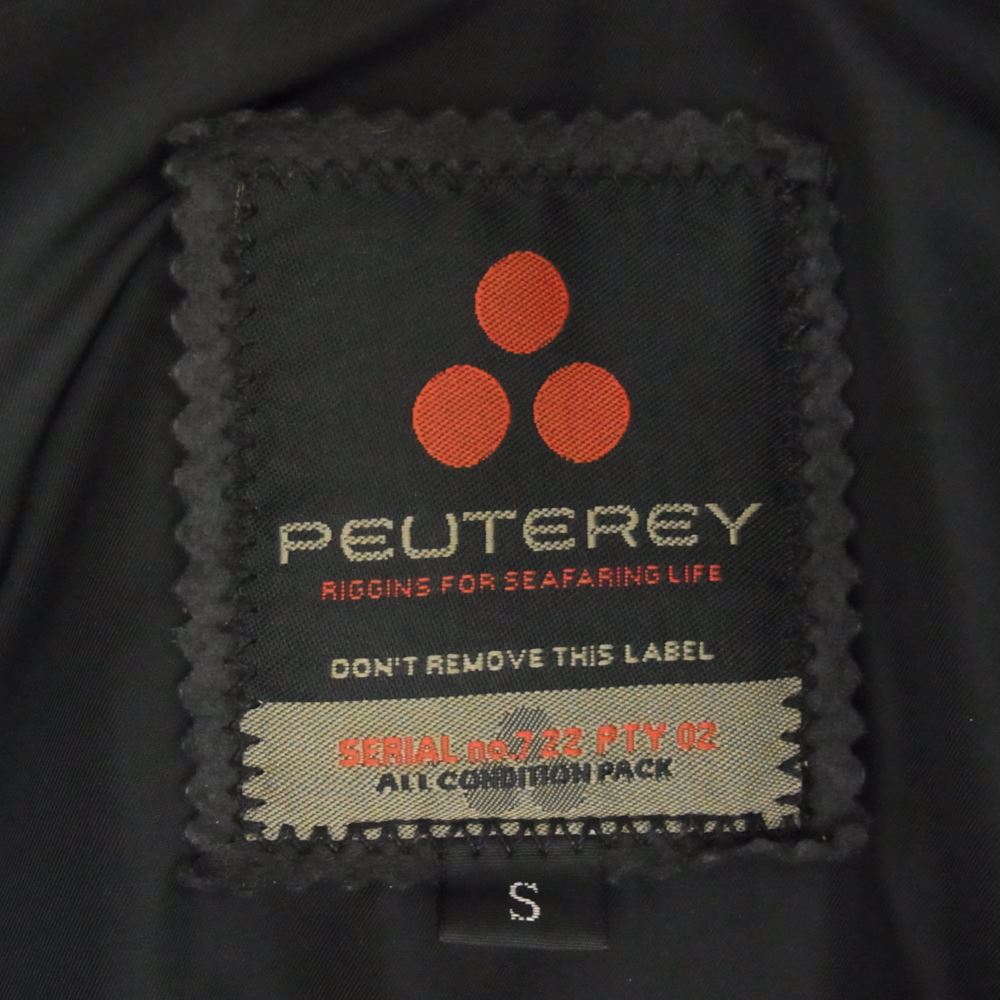 PEUTEREY
RIGGINS FOR SEAFARING LIFE
DON'T REMOVE THIS LABEL
SERIAL no.722 PTY 02
ALL CONDITION PACK
S